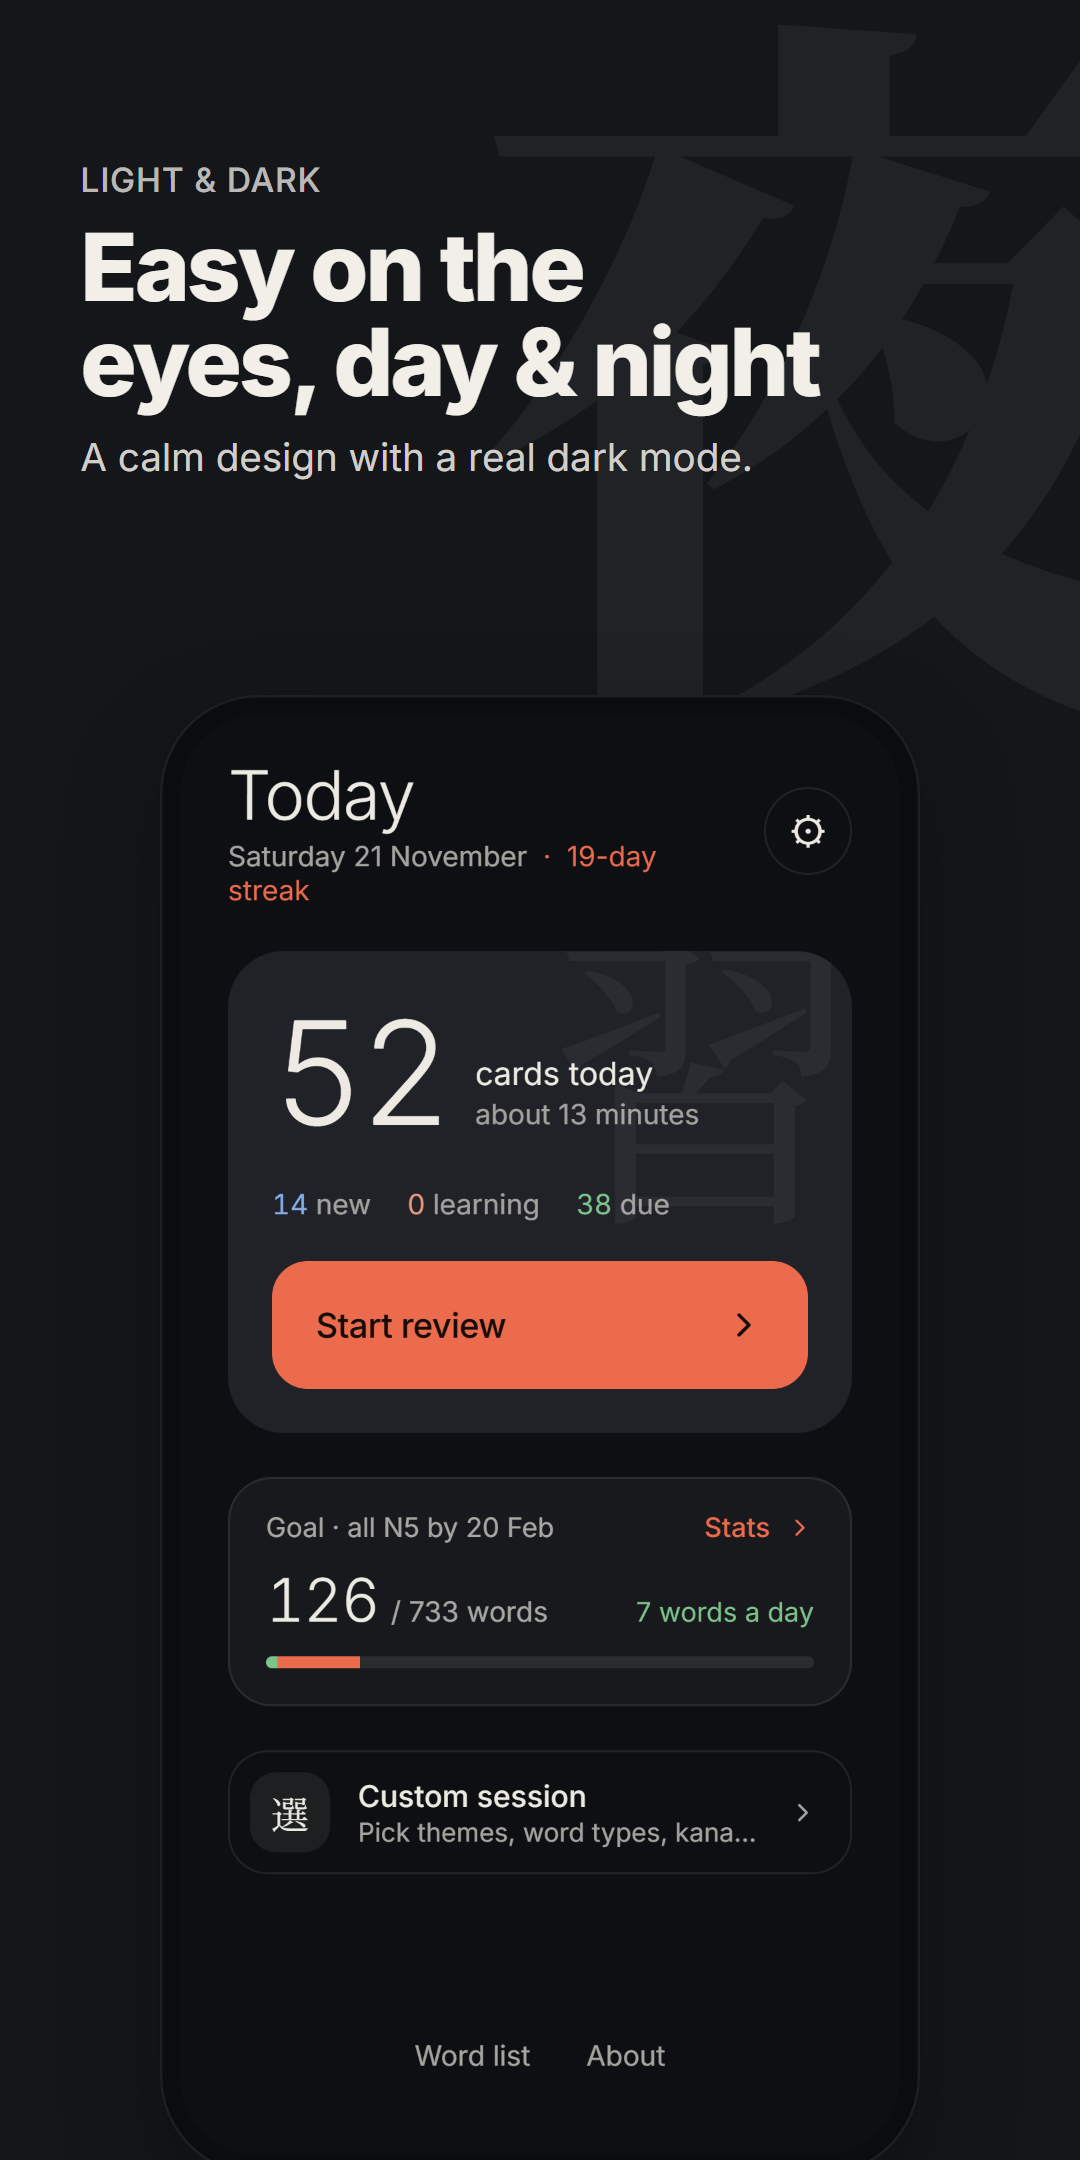 夜
LIGHT & DARK
Easy on the
eyes, day & night
A calm design with a real dark mode.
Today
Saturday 21 November · 19-day
streak
習
52
cards today
about 13 minutes
14 new 0 learning 38 due
Start review
Goal · all N5 by 20 Feb
Stats
126 / 733 words
7 words a day
選
Custom session
Pick themes, word types, kana...
Word list
About